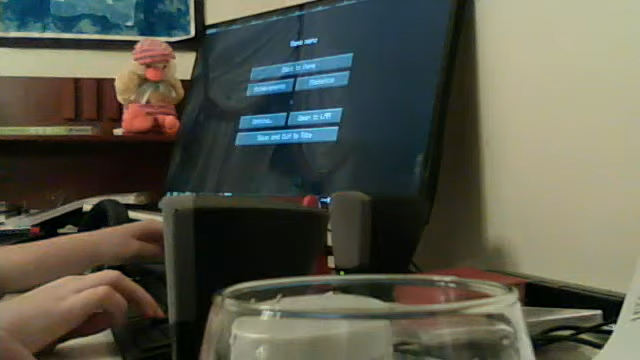 Game menu
Back to Game
Achievements Statistics
Options... Open to LAN
Save and Quit to Title